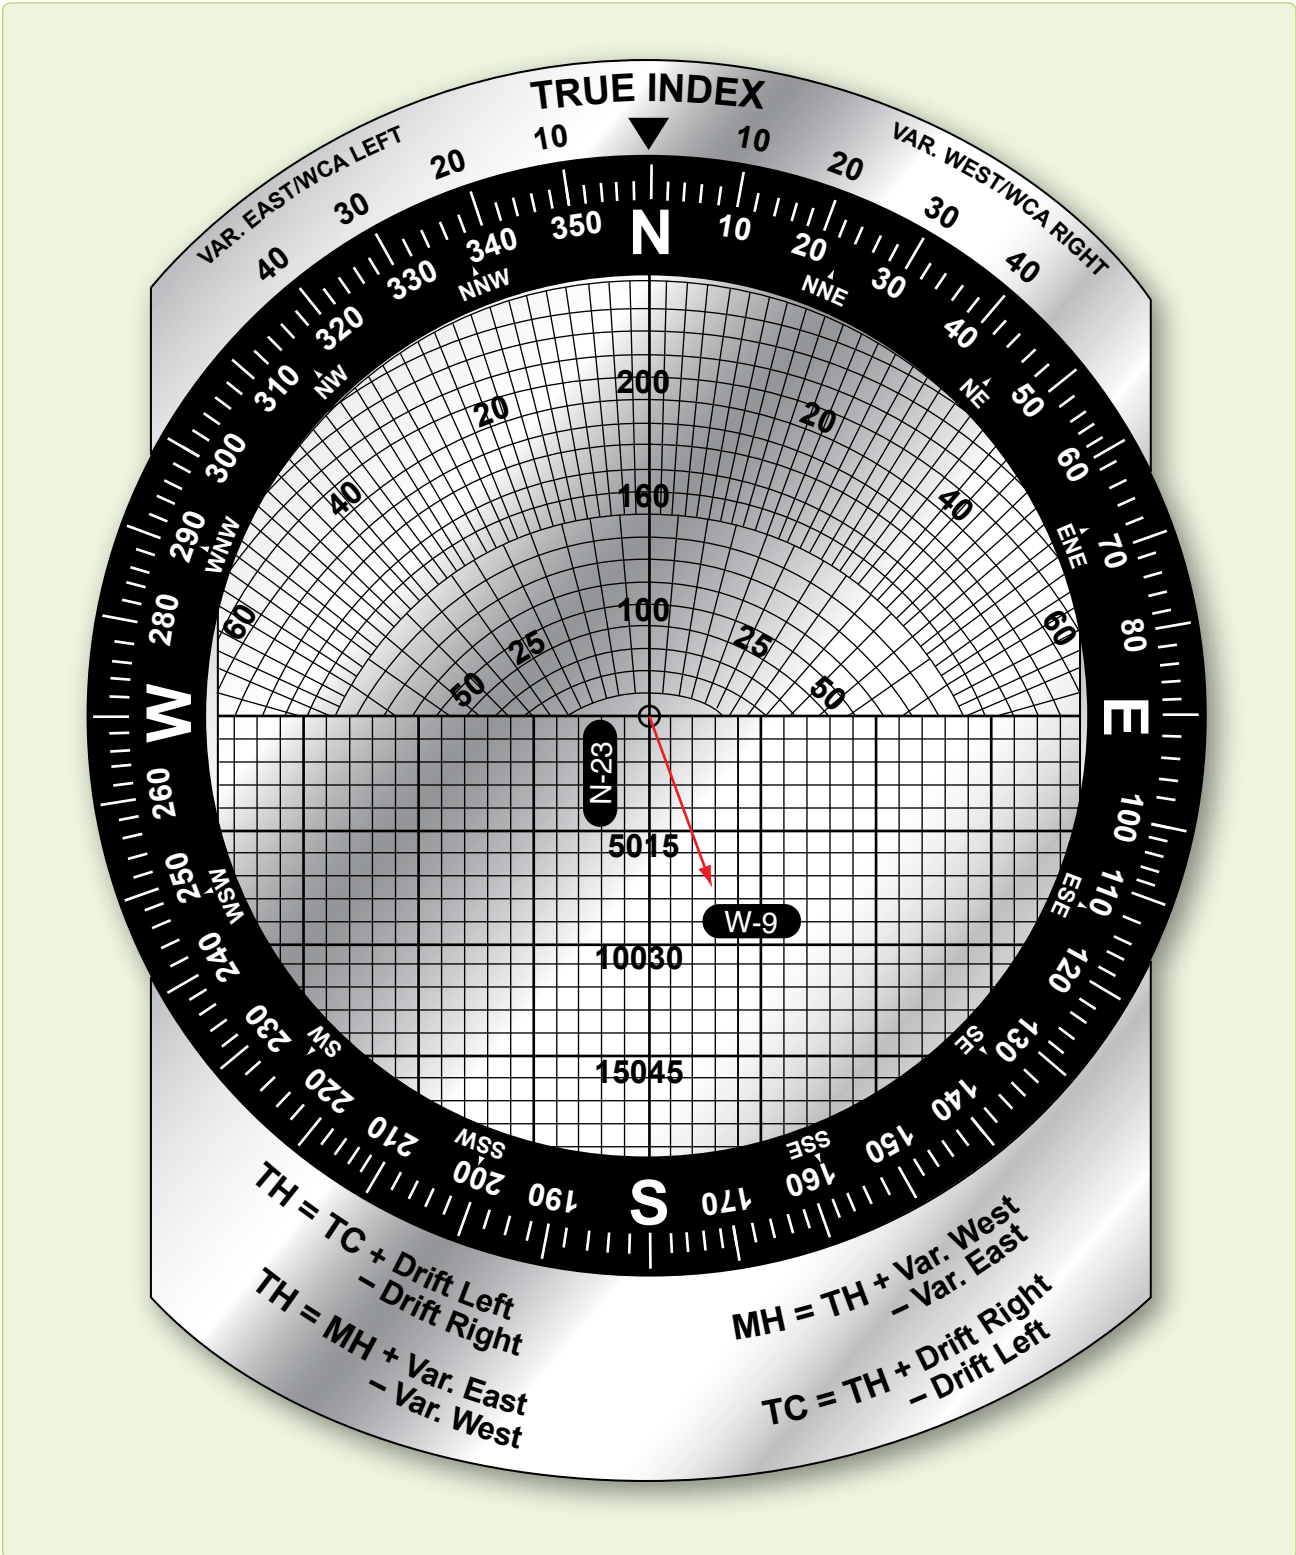 TRUE INDEX
VAR. EAST/WCA LEFT
40
30
20
10
10
20
30
40
VAR. WEST/WCA RIGHT
N
10
20
30
40
50
60
70
80
E
100
110
120
130
140
150
160
170
S
190
200
210
220
230
240
250
260
W
280
290
300
310
320
330
340
350
NNE
NE
ENE
ESE
SE
SSE
SSW
SW
WSW
WNW
NW
NNW
200
20
20
160
40
40
100
60
60
25
25
50
50
N-23
5015
W-9
10030
15045
TH = TC + Drift Left
– Drift Right
TH = MH + Var. East
– Var. West
MH = TH + Var. West
– Var. East
TC = TH + Drift Right
– Drift Left